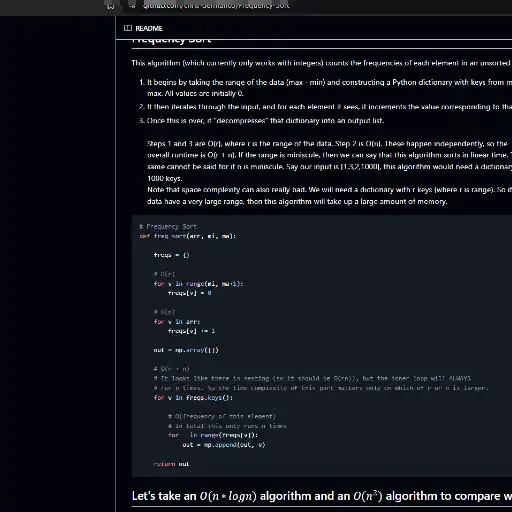 github.com/chris-Germanico/Frequency-Sort
README
Frequency Sort
This algorithm (which currently only works with integers) counts the frequencies of each element in an unsorted
1. It begins by taking the range of the data (max - min) and constructing a Python dictionary with keys from m
max. All values are initially 0.
2. It then iterates through the input, and for each element it sees, it increments the value corresponding to tha
3. Once this is over, it "decompresses" that dictionary into an output list.
Steps 1 and 3 are O(r), where r is the range of the data. Step 2 is O(n). These happen independently, so the
overall runtime is O(r + n). If the range is miniscule, then we can say that this algorithm sorts in linear time. T
same cannot be said for if n is miniscule. Say our input is [1,3,2,1000], this algorithm would need a dictionary
1000 keys.
Note that space complexity can also really bad. We will need a dictionary with r keys (where r is range). So if
data have a very large range, then this algorithm will take up a large amount of memory.
# Frequency Sort
def freq_sort(arr, mi, ma):
freqs = {}
# O(r)
for v in range(mi, ma+1):
freqs[v] = 0
# O(n)
for v in arr:
freqs[v] += 1
out = np.array([])
# O(r + n)
# It looks like there is nesting (so it should be O(rn)), but the inner loop will ALWAYS
# run n times. So the time complexity of this part matters only on which of r or n is larger.
for v in freqs.keys():
# O(frequency of this element)
# In total this only runs n times
for _ in range(freqs[v]):
out = np.append(out, v)
return out
Let's take an O(n * logn) algorithm and an O(n²) algorithm to compare w